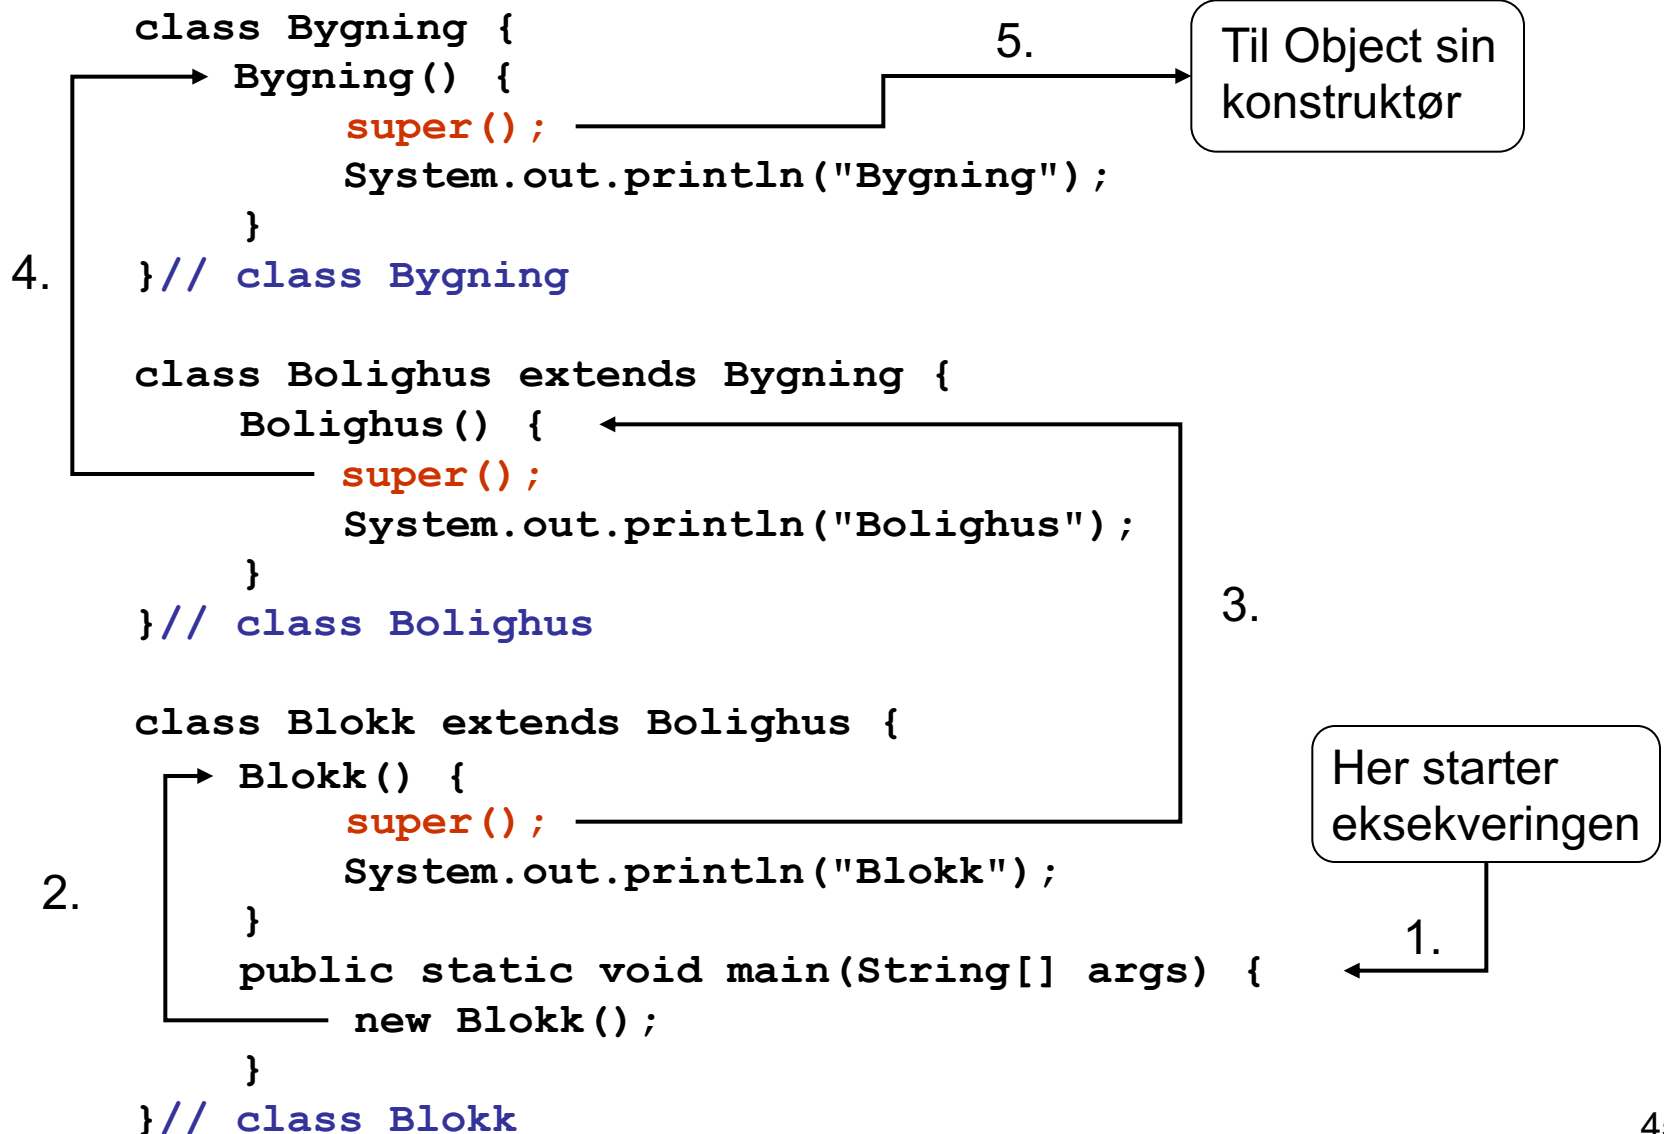 class Bygning {
Bygning() {
super();
System.out.println("Bygning");
}
}// class Bygning
5.
Til Object sin
konstruktør
4.
class Bolighus extends Bygning {
Bolighus() {
super();
System.out.println("Bolighus");
}
}// class Bolighus
3.
class Blokk extends Bolighus {
Blokk() {
super();
System.out.println("Blokk");
}
public static void main(String[] args) {
new Blokk();
}
}// class Blokk
2.
Her starter
eksekveringen
1.